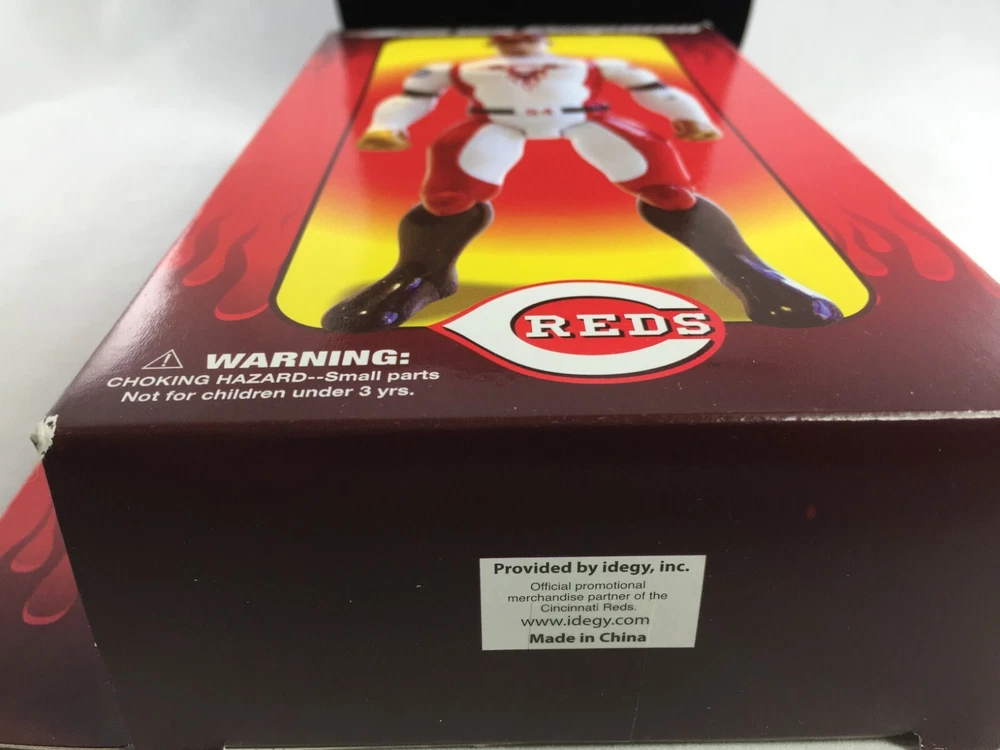 54
REDS
WARNING:
CHOKING HAZARD--Small parts
Not for children under 3 yrs.
Provided by idegy, inc.
Official promotional
merchandise partner of the
Cincinnati Reds.
www.idegy.com
Made in China